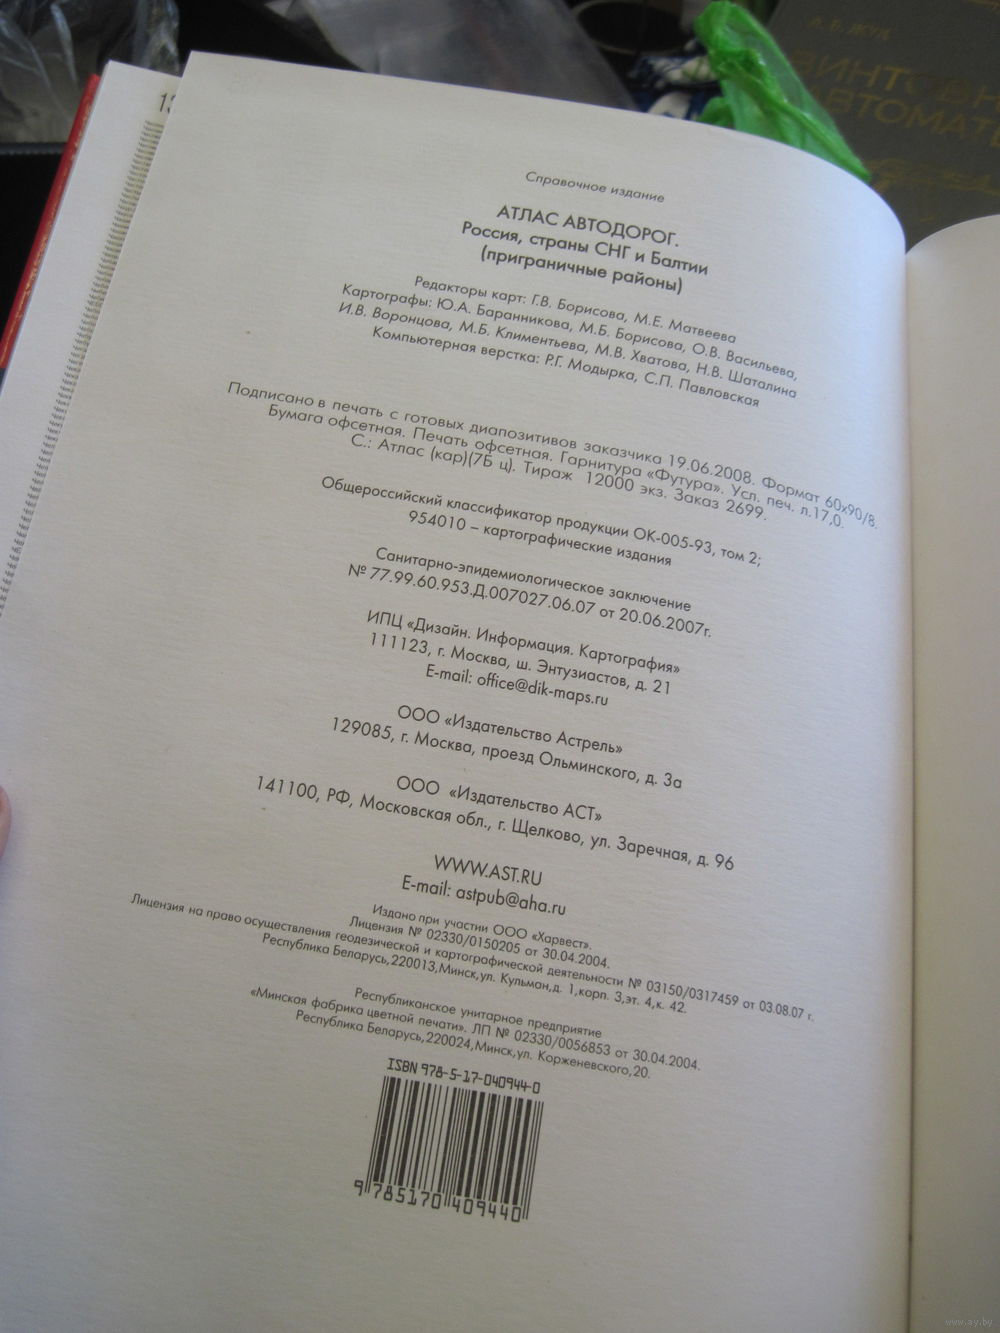 Справочное издание
АТЛАС АВТОДОРОГ.
Россия, страны СНГ и Балтии
(приграничные районы)
Редакторы карт: Г.В. Борисова, М.Е. Матвеева
Картографы: Ю.А. Баранникова, М.Б. Борисова, О.В. Васильева,
И.В. Воронцова, М.Б. Климентьева, М.В. Хватова, Н.В. Шаталина
Компьютерная верстка: Р.Г. Модырка, С.П. Павловская
Подписано в печать с готовых диапозитивов заказчика 19.06.2008. Формат 60х90/8.
Бумага офсетная. Печать офсетная. Гарнитура «Футура». Усл. печ. л.17,0.
С.: Атлас (кар)(7Б ц). Тираж 12000 экз. Заказ 2699.
Общероссийский классификатор продукции ОК-005-93, том 2;
954010 – картографические издания
Санитарно-эпидемиологическое заключение
№ 77.99.60.953.Д.007027.06.07 от 20.06.2007г.
ИПЦ «Дизайн. Информация. Картография»
111123, г. Москва, ш. Энтузиастов, д. 21
E-mail: office@dik-maps.ru
ООО «Издательство Астрель»
129085, г. Москва, проезд Ольминского, д. 3а
ООО «Издательство АСТ»
141100, РФ, Московская обл., г. Щелково, ул. Заречная, д. 96
WWW.AST.RU
E-mail: astpub@aha.ru
Издано при участии ООО «Харвест».
Лицензия № 02330/0150205 от 30.04.2004.
Лицензия на право осуществления геодезической и картографической деятельности № 03150/0317459 от 03.08.07 г.
Республика Беларусь,220013,Минск,ул. Кульман,д. 1,корп. 3,эт. 4,к. 42.
Республиканское унитарное предприятие
«Минская фабрика цветной печати». ЛП № 02330/0056853 от 30.04.2004.
Республика Беларусь,220024,Минск,ул. Корженевского,20.
ISBN 978-5-17-040944-0
9 785170 409440
www.ay.by